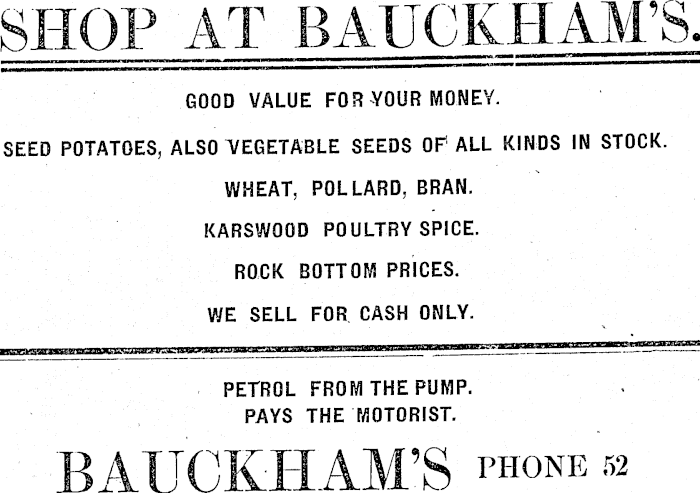 SHOP AT BAUCKHAM'S.
GOOD VALUE FOR YOUR MONEY.
SEED POTATOES, ALSO VEGETABLE SEEDS OF ALL KINDS IN STOCK.
WHEAT, POLLARD, BRAN.
KARSWOOD POULTRY SPICE.
ROCK BOTTOM PRICES.
WE SELL FOR CASH ONLY.
PETROL FROM THE PUMP.
PAYS THE MOTORIST.
BAUCKHAM'S PHONE 52